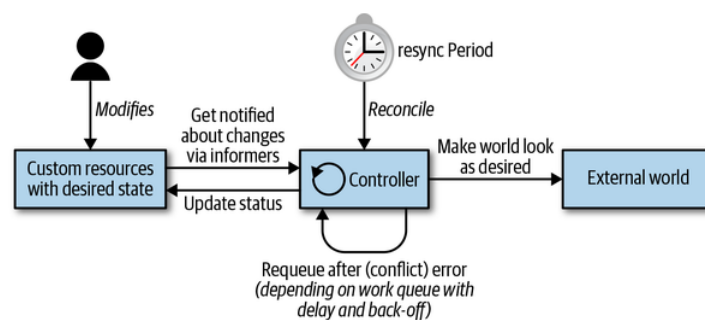 resync Period
Modifies
Reconcile
Get notified
about changes
via informers
Make world look
as desired
Custom resources
with desired state
Controller
External world
Update status
Requeue after (conflict) error
(depending on work queue with
delay and back-off)